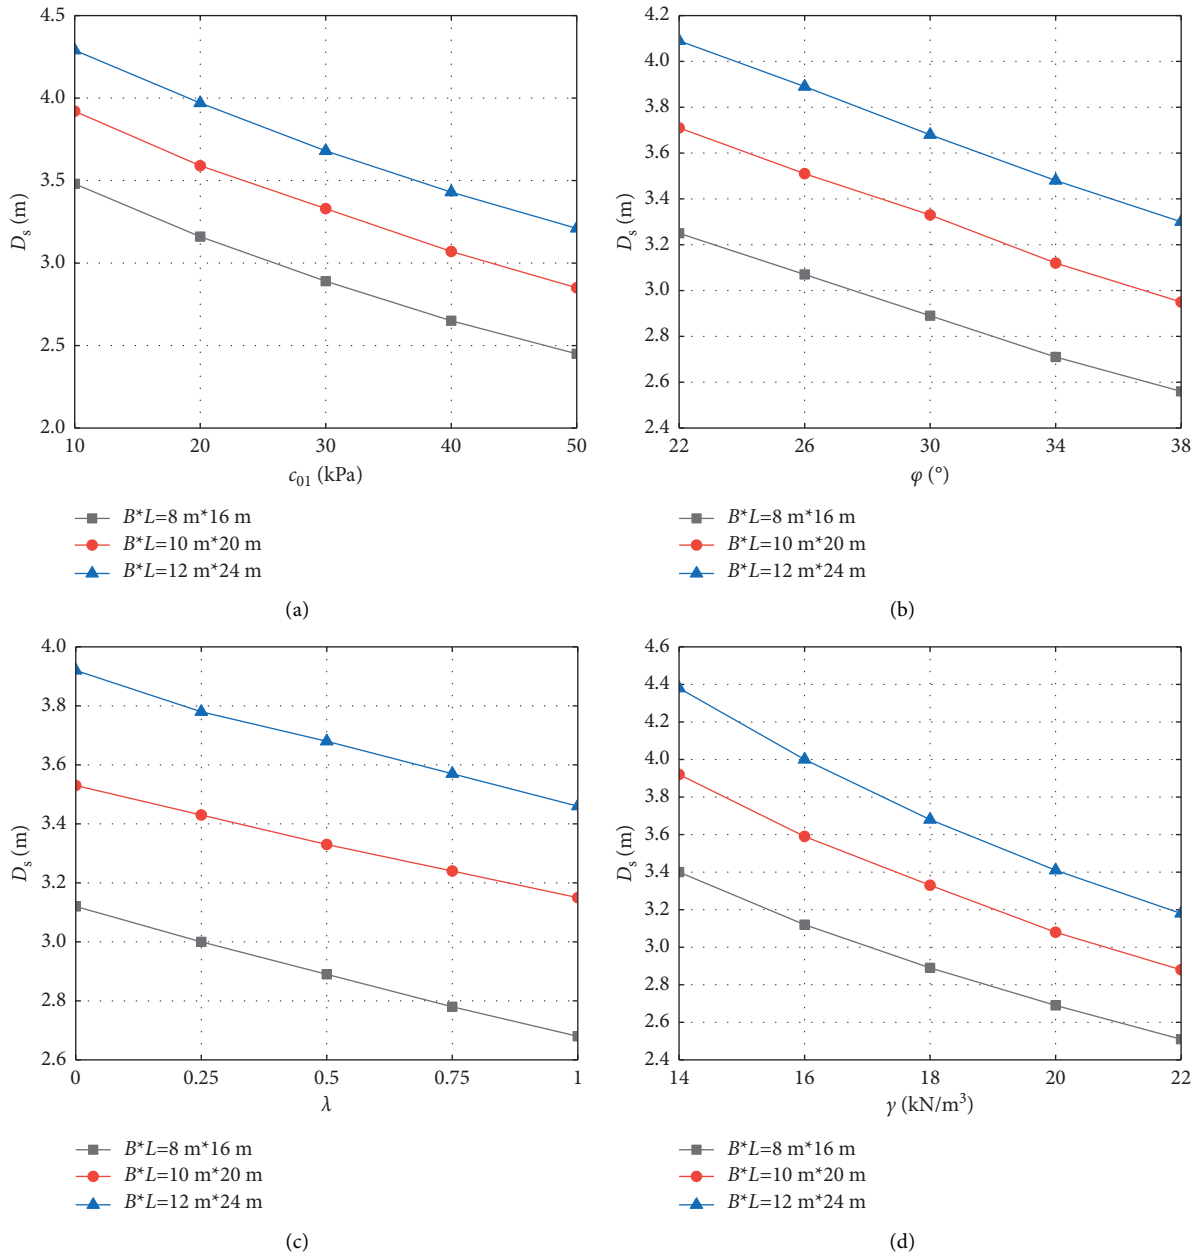 4.5
4.0
3.5
3.0
2.5
2.0
D_s (m)
10 20 30 40 50
c_01 (kPa)
B*L=8 m*16 m
B*L=10 m*20 m
B*L=12 m*24 m
(a)
4.2
4.0
3.8
3.6
3.4
3.2
3.0
2.8
2.6
2.4
D_s (m)
22 26 30 34 38
φ (°)
B*L=8 m*16 m
B*L=10 m*20 m
B*L=12 m*24 m
(b)
4.0
3.8
3.6
3.4
3.2
3.0
2.8
2.6
D_s (m)
0 0.25 0.5 0.75 1
λ
B*L=8 m*16 m
B*L=10 m*20 m
B*L=12 m*24 m
(c)
4.6
4.4
4.2
4.0
3.8
3.6
3.4
3.2
3.0
2.8
2.6
2.4
D_s (m)
14 16 18 20 22
γ (kN/m³)
B*L=8 m*16 m
B*L=10 m*20 m
B*L=12 m*24 m
(d)